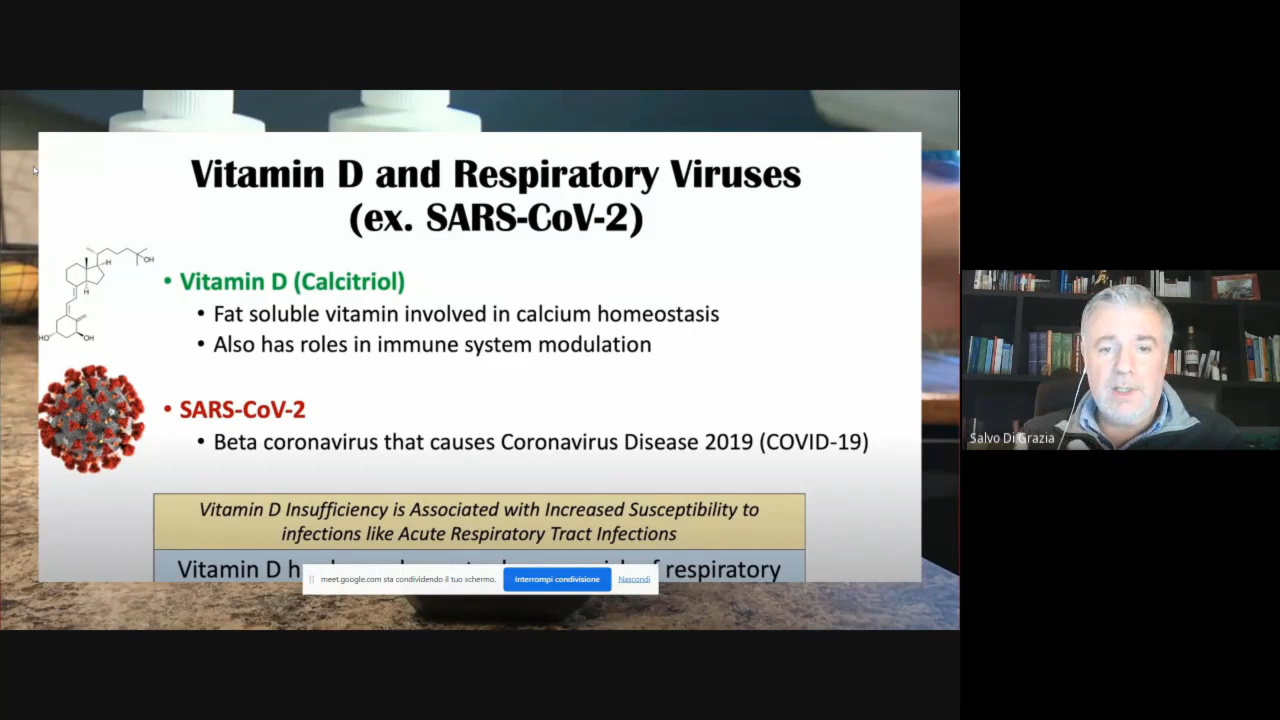 Vitamin D and Respiratory Viruses
(ex. SARS-CoV-2)
• Vitamin D (Calcitriol)
• Fat soluble vitamin involved in calcium homeostasis
• Also has roles in immune system modulation
H
OH
H
HO
OH
• SARS-CoV-2
• Beta coronavirus that causes Coronavirus Disease 2019 (COVID-19)
Vitamin D Insufficiency is Associated with Increased Susceptibility to
infections like Acute Respiratory Tract Infections
Vitamin D respiratory
meet.google.com sta condividendo il tuo schermo. Interrompi condivisione Nascondi
Salvo Di Grazia